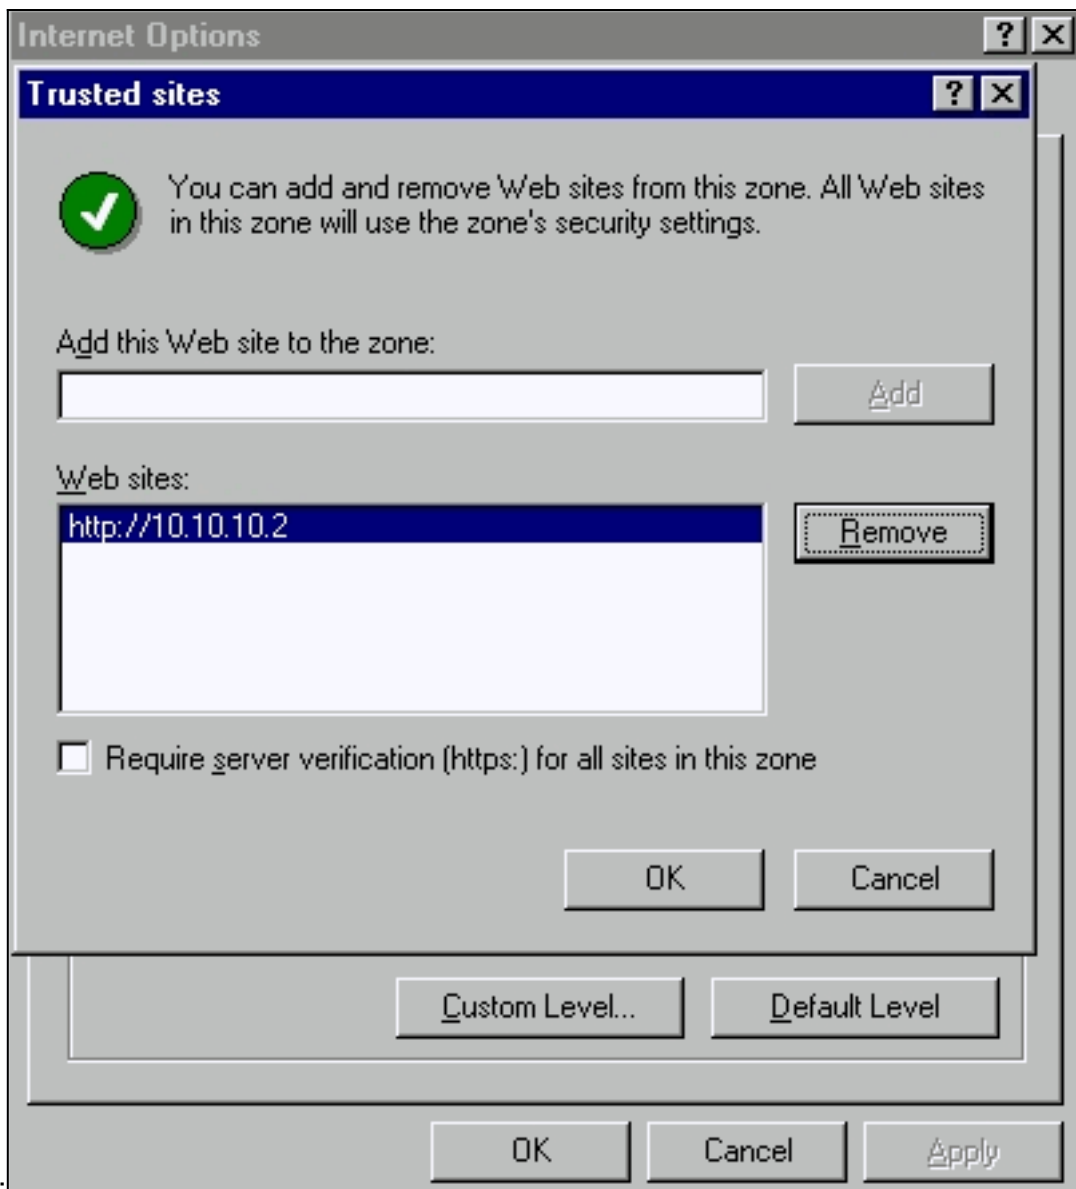 Internet Options
Trusted sites
You can add and remove Web sites from this zone. All Web sites
in this zone will use the zone's security settings.
Add this Web site to the zone:
Add
Web sites:
http://10.10.10.2
Remove
Require server verification (https:) for all sites in this zone
OK Cancel
Custom Level... Default Level
OK Cancel Apply